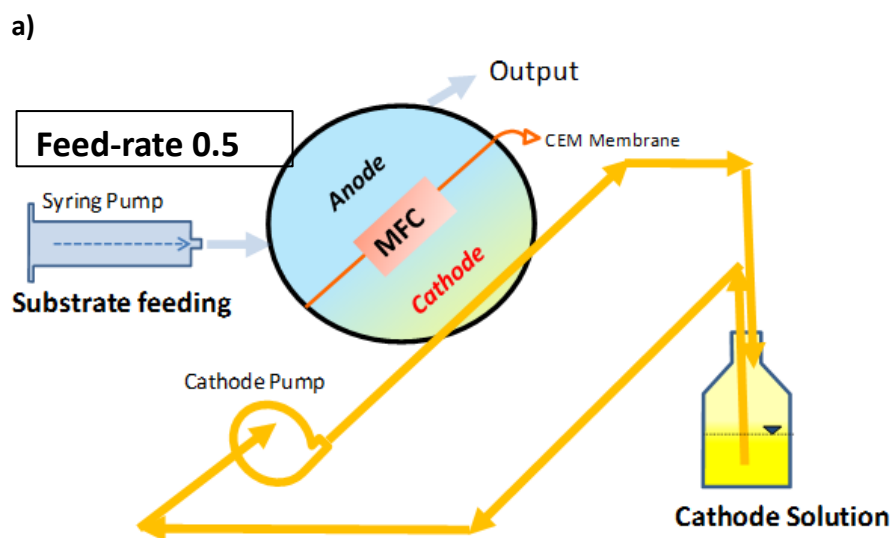 a)
Output
Feed-rate 0.5
CEM Membrane
Anode
Syring Pump
MFC
Cathode
Substrate feeding
Cathode Pump
Cathode Solution